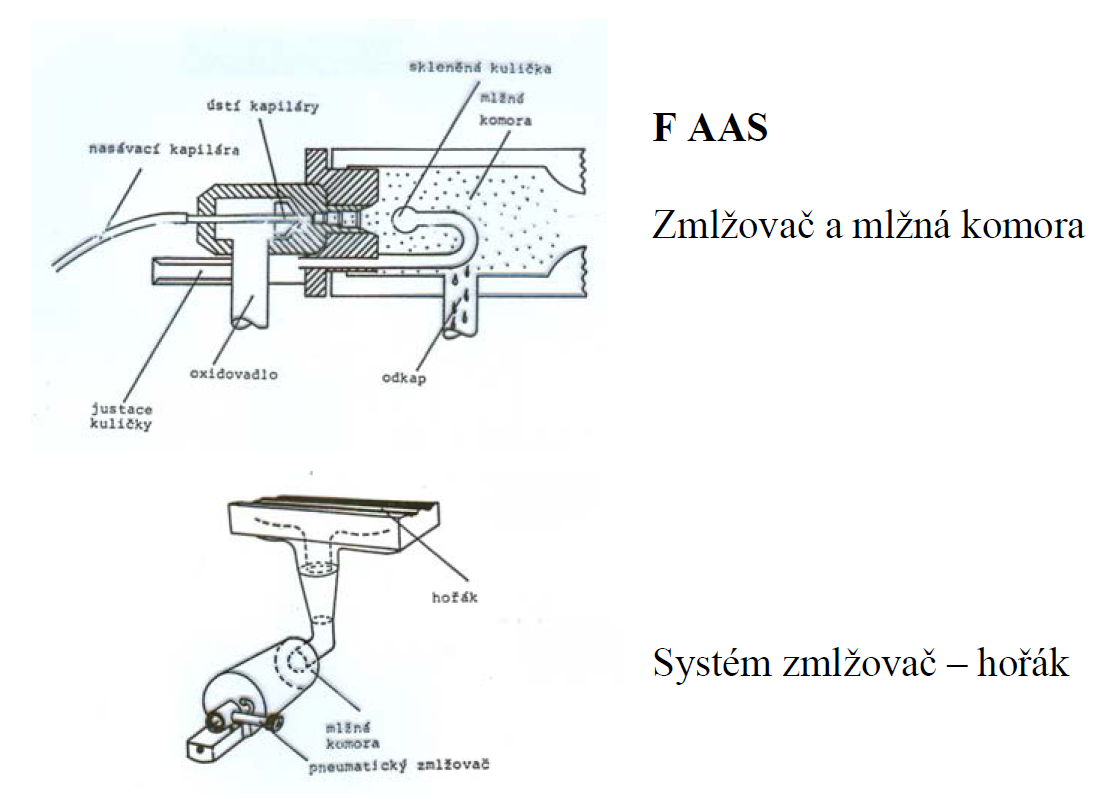 skleněná kulička
mlžná
komora
ústí kapiláry
nasávací kapilára
oxidovadlo
odkap
justace
kuličky
F AAS
Zmlžovač a mlžná komora
hořák
mlžná
komora
pneumatický zmlžovač
Systém zmlžovač – hořák